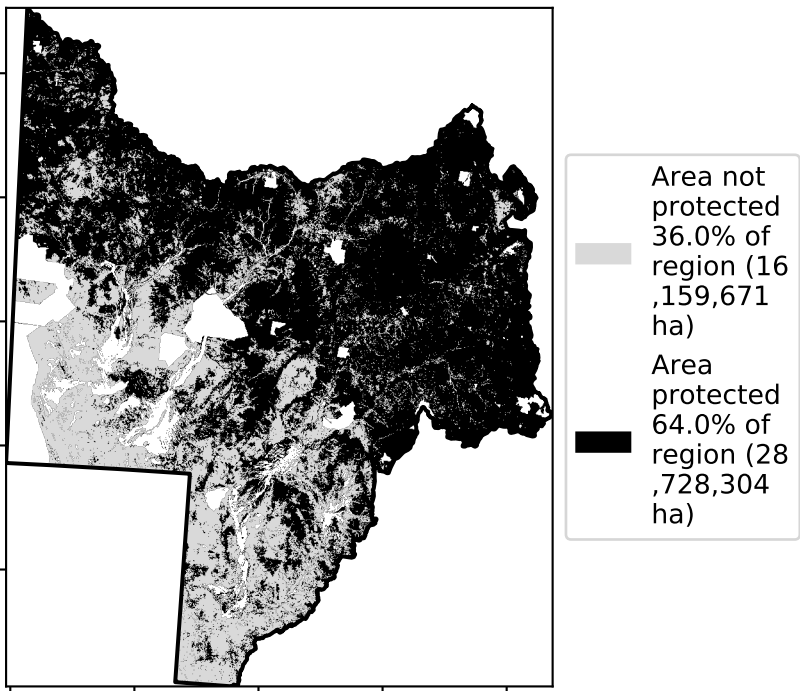 Area not
protected
36.0% of
region (16
,159,671
ha)
Area
protected
64.0% of
region (28
,728,304
ha)